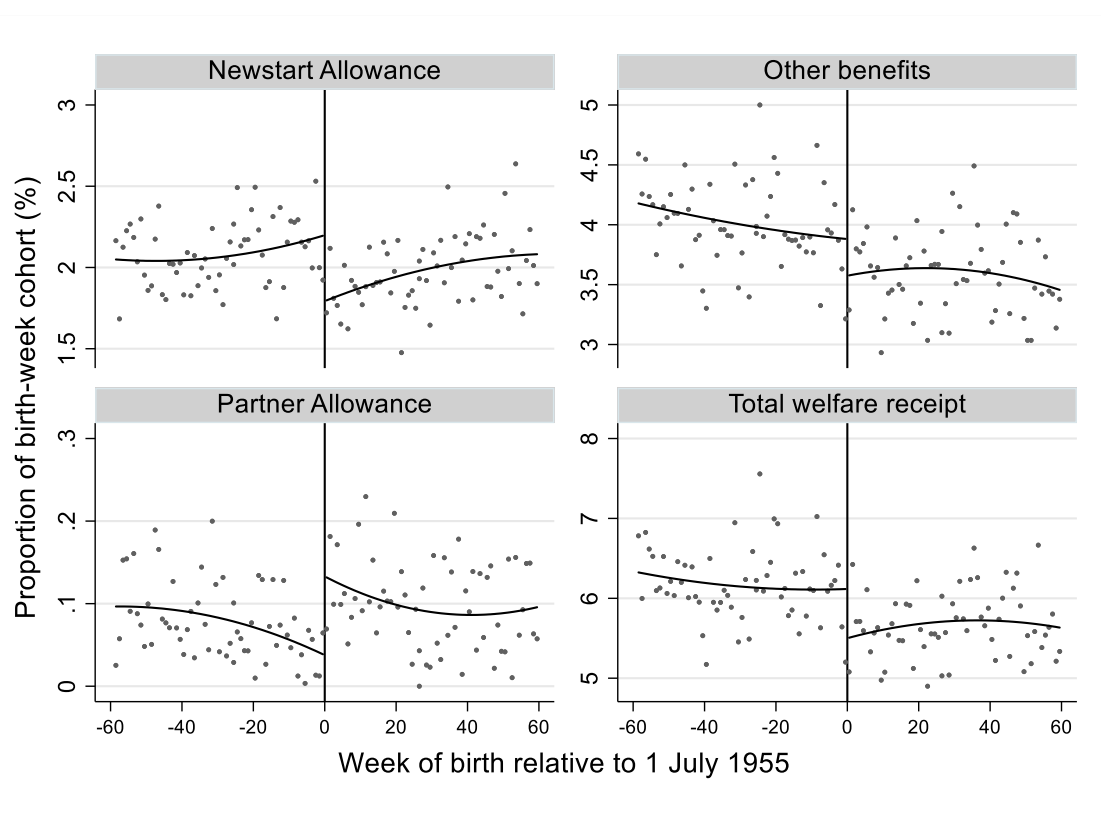 Proportion of birth-week cohort (%)
Newstart Allowance
3
2.5
2
1.5
Other benefits
5
4.5
4
3.5
3
Partner Allowance
.3
.2
.1
0
-60 -40 -20 0 20 40 60
Total welfare receipt
8
7
6
5
-60 -40 -20 0 20 40 60
Week of birth relative to 1 July 1955